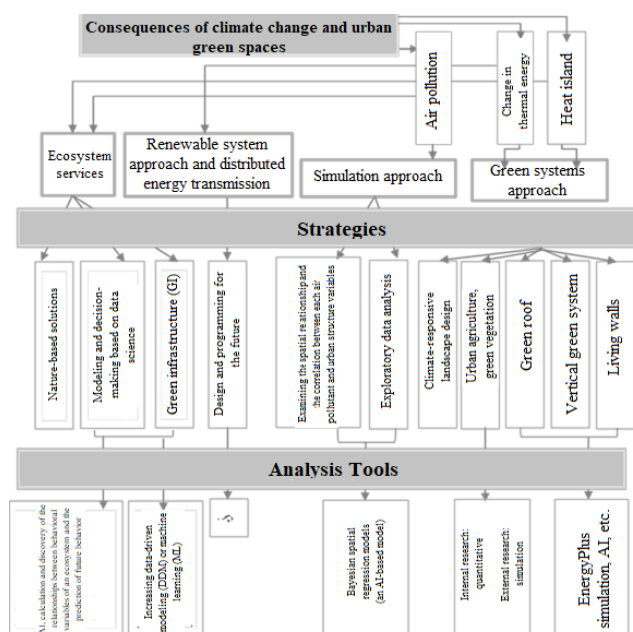 Consequences of climate change and urban
green spaces
Air pollution
Change in
thermal energy
Heat island
Ecosystem
services
Renewable system
approach and distributed
energy transmission
Simulation approach
Green systems
approach
Strategies
Nature-based solutions
Modeling and decision-
making based on data
science
Green infrastructure (GI)
Design and programming for
the future
Examining the spatial relationship and
the correlation between each air
pollutant and urban structure variables
Exploratory data analysis
Climate-responsive
landscape design
Urban agriculture,
green vegetation
Green roof
Vertical green system
Living walls
Analysis Tools
AI, calculation and discovery of the
relationships between behavioral
variables of an ecosystem and the
prediction of future behavior
Increasing data-driven
modeling (DDM) or machine
learning (ML)
Bayesian spatial
regression models
(an AI-based model)
Internal research:
quantitative
External research:
simulation
EnergyPlus
simulation, AI, etc.